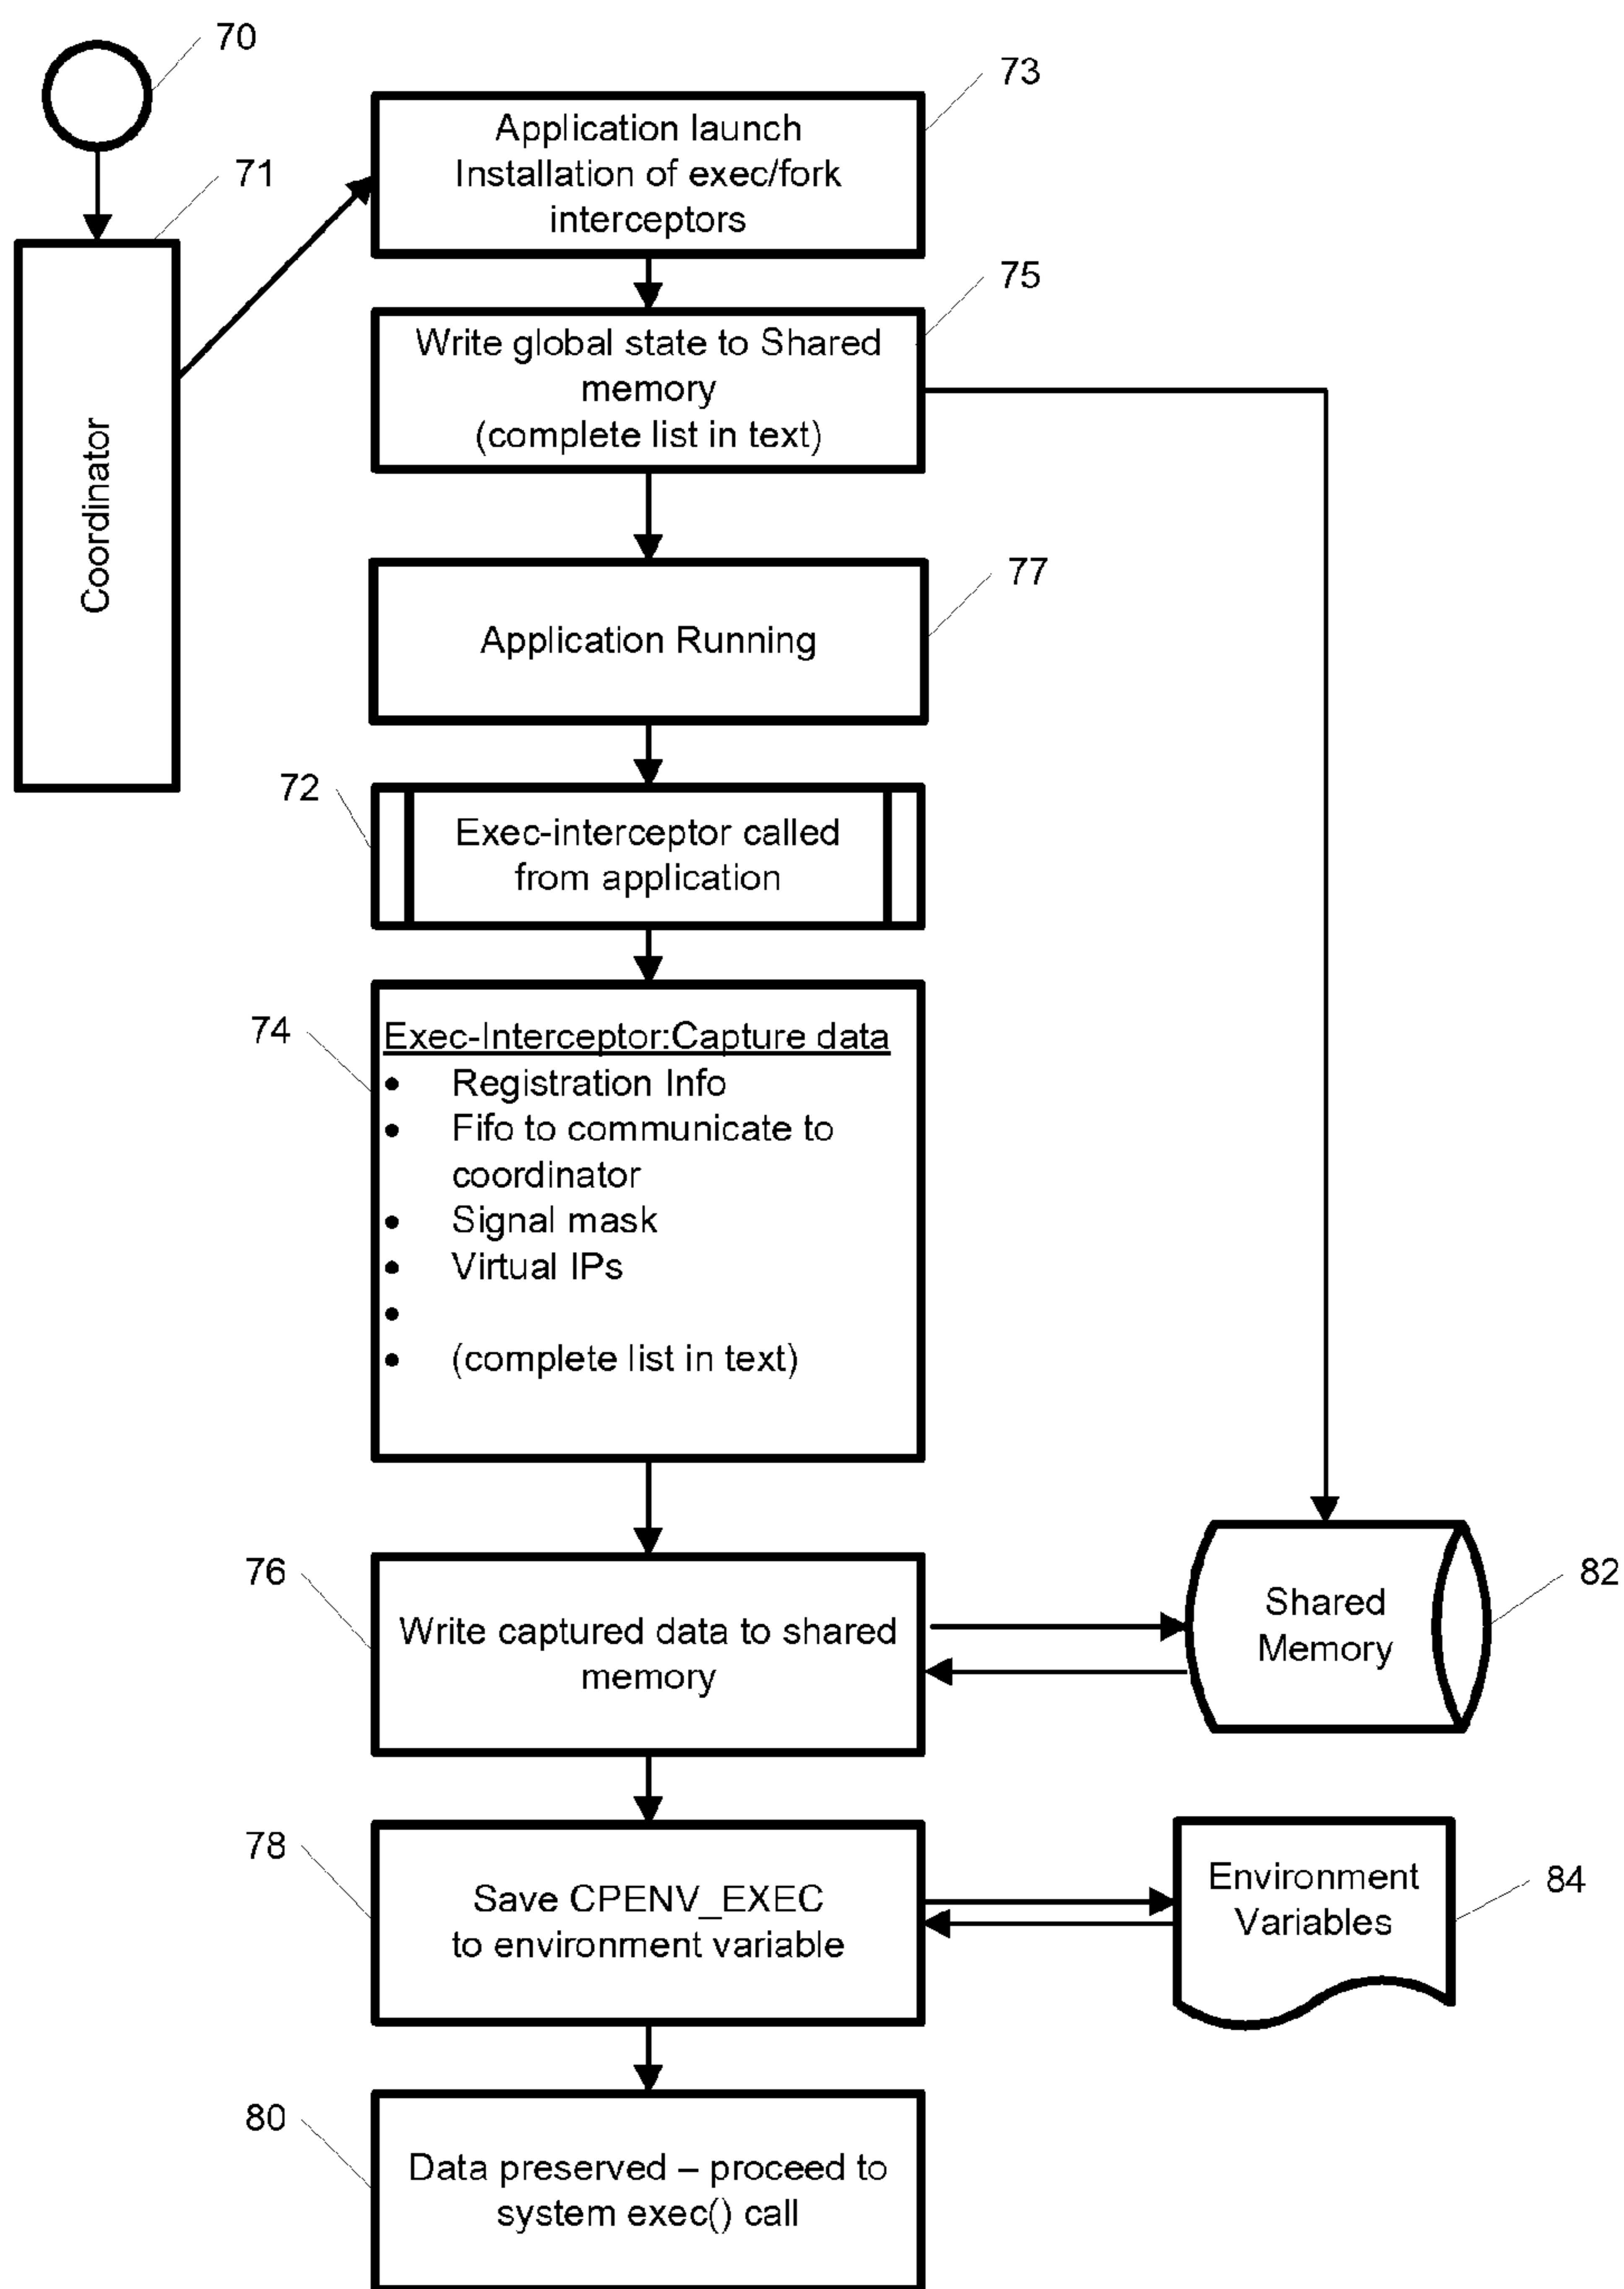 70
73
Application launch
Installation of exec/fork
interceptors
71
75
Write global state to Shared
memory
(complete list in text)
Coordinator
77
Application Running
72
Exec-interceptor called
from application
74
Exec-Interceptor:Capture data
• Registration Info
• Fifo to communicate to
coordinator
• Signal mask
• Virtual IPs
•
• (complete list in text)
76
Write captured data to shared
memory
Shared
Memory
82
78
Save CPENV_EXEC
to environment variable
Environment
Variables
84
80
Data preserved – proceed to
system exec() call